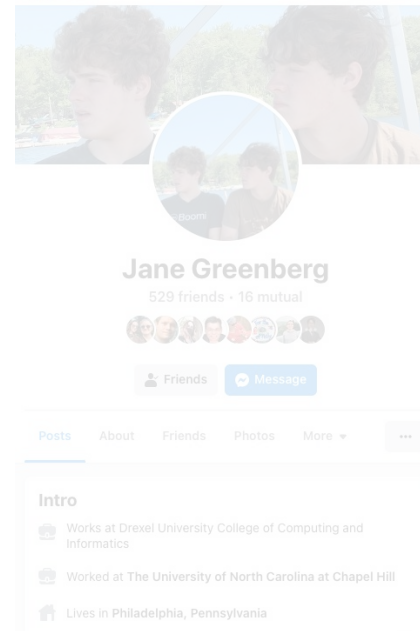 Boom!
Jane Greenberg
529 friends • 16 mutual
Friends
Message
Posts
About
Friends
Photos
More
Intro
Works at Drexel University College of Computing and
Informatics
Worked at The University of North Carolina at Chapel Hill
Lives in Philadelphia, Pennsylvania